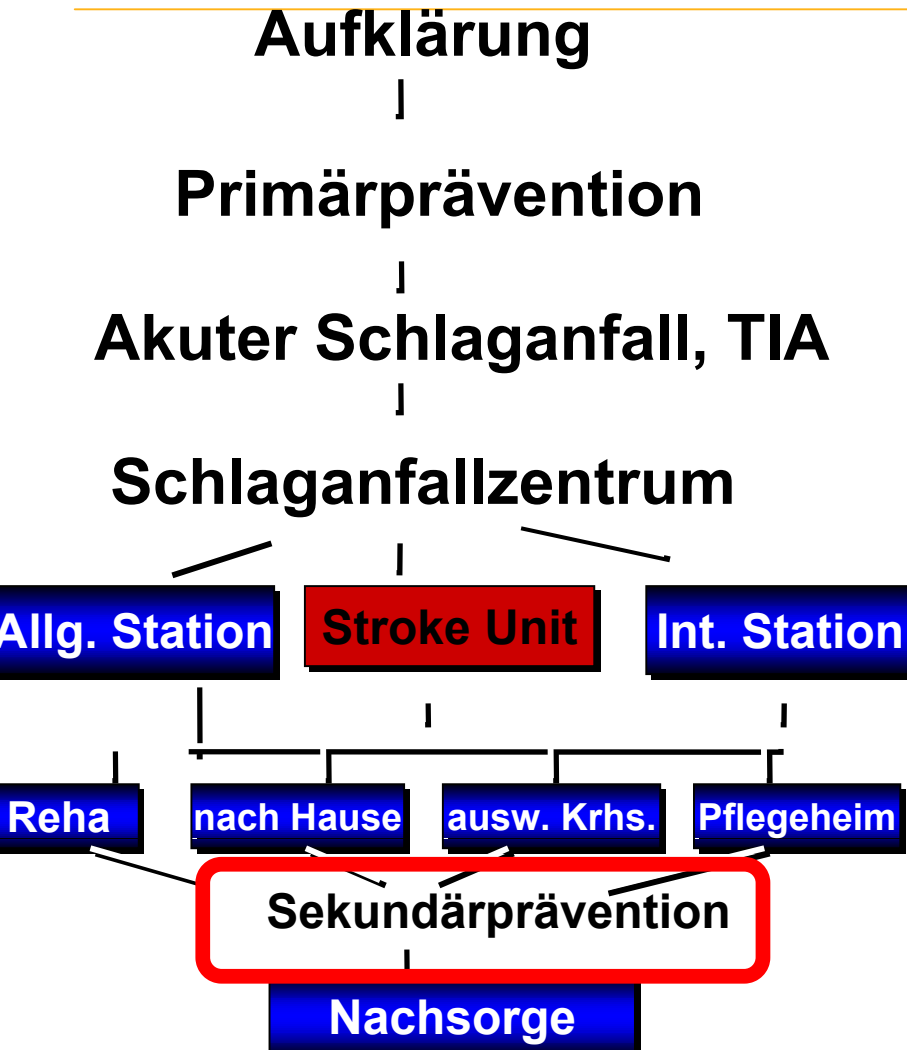 Aufklärung
Primärprävention
Akuter Schlaganfall, TIA
Schlaganfallzentrum
Allg. Station
Stroke Unit
Int. Station
Reha
nach Hause
ausw. Krhs.
Pflegeheim
Sekundärprävention
Nachsorge